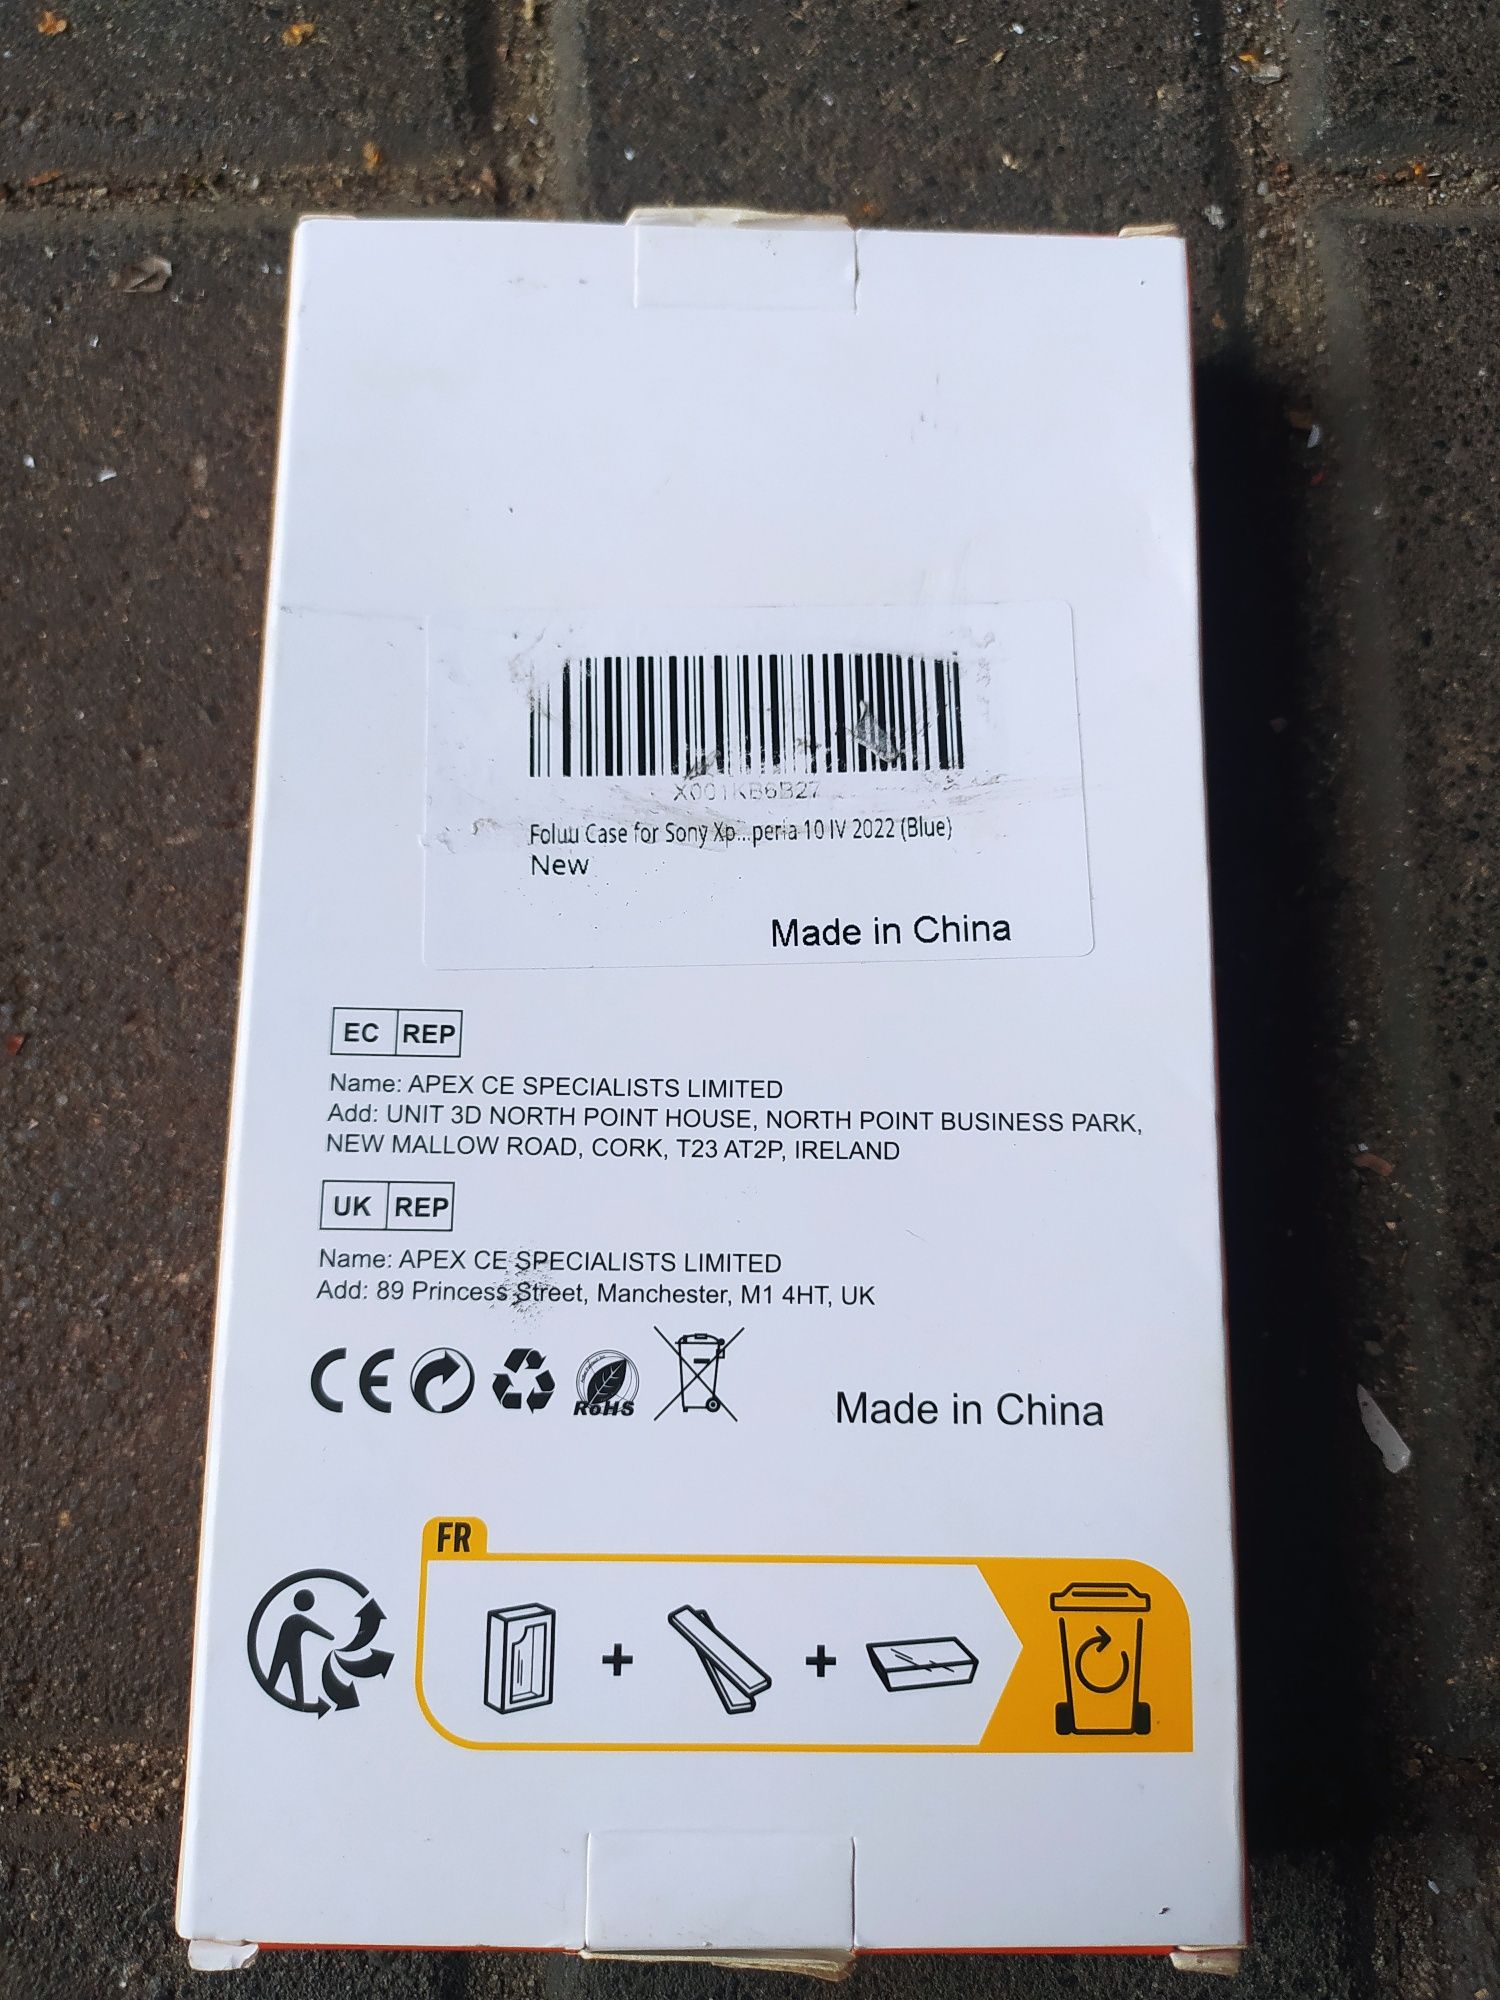 X001KB6B27
Foluu Case for Sony Xp...peria 10 IV 2022 (Blue)
New
Made in China
EC REP
Name: APEX CE SPECIALISTS LIMITED
Add: UNIT 3D NORTH POINT HOUSE, NORTH POINT BUSINESS PARK,
NEW MALLOW ROAD, CORK, T23 AT2P, IRELAND
UK REP
Name: APEX CE SPECIALISTS LIMITED
Add: 89 Princess Street, Manchester, M1 4HT, UK
CE RoHS
Made in China
FR